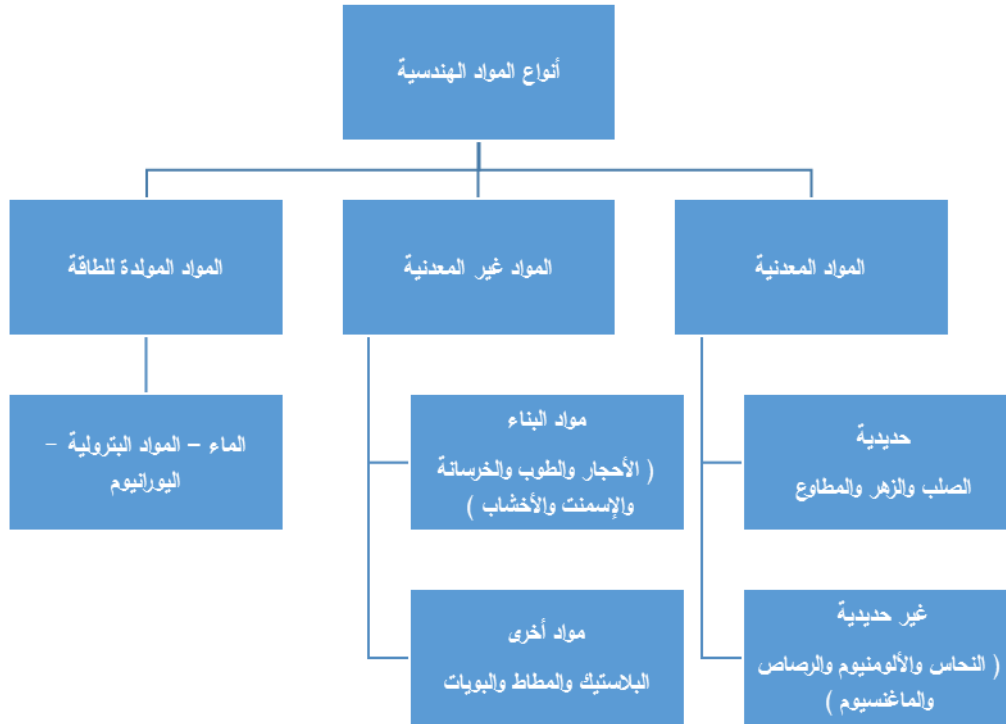 أنواع المواد الهندسية
المواد المعدنية
المواد غير المعدنية
المواد المولدة للطاقة
حديدية
الصلب والزهر والمطاوع
غير حديدية
( النحاس والألومنيوم والرصاص
والماغنسيوم )
مواد البناء
( الأحجار والطوب والخرسانة
والإسمنت والأخشاب )
مواد أخرى
البلاستيك والمطاط والبويات
الماء – المواد البترولية -
اليورانيوم